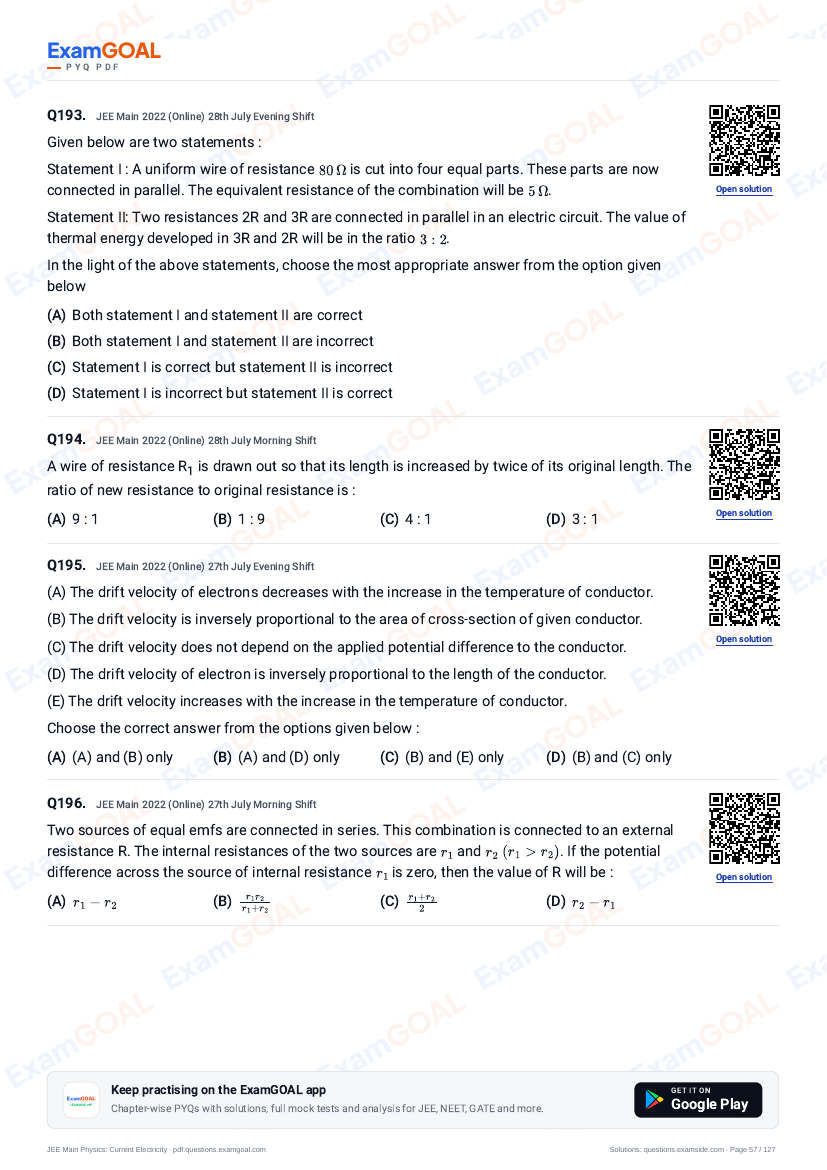 ExamGOAL
PYQ PDF
Q193. JEE Main 2022 (Online) 28th July Evening Shift
Given below are two statements :
Statement I : A uniform wire of resistance 80 Ω is cut into four equal parts. These parts are now
connected in parallel. The equivalent resistance of the combination will be 5 Ω.
Statement II: Two resistances 2R and 3R are connected in parallel in an electric circuit. The value of
thermal energy developed in 3R and 2R will be in the ratio 3 : 2.
In the light of the above statements, choose the most appropriate answer from the option given
below
(A) Both statement I and statement II are correct
(B) Both statement I and statement II are incorrect
(C) Statement I is correct but statement II is incorrect
(D) Statement I is incorrect but statement II is correct
Open solution
Q194. JEE Main 2022 (Online) 28th July Morning Shift
A wire of resistance R₁ is drawn out so that its length is increased by twice of its original length. The
ratio of new resistance to original resistance is :
(A) 9 : 1 (B) 1 : 9 (C) 4 : 1 (D) 3 : 1
Open solution
Q195. JEE Main 2022 (Online) 27th July Evening Shift
(A) The drift velocity of electrons decreases with the increase in the temperature of conductor.
(B) The drift velocity is inversely proportional to the area of cross-section of given conductor.
(C) The drift velocity does not depend on the applied potential difference to the conductor.
(D) The drift velocity of electron is inversely proportional to the length of the conductor.
(E) The drift velocity increases with the increase in the temperature of conductor.
Choose the correct answer from the options given below :
(A) (A) and (B) only (B) (A) and (D) only (C) (B) and (E) only (D) (B) and (C) only
Open solution
Q196. JEE Main 2022 (Online) 27th July Morning Shift
Two sources of equal emfs are connected in series. This combination is connected to an external
resistance R. The internal resistances of the two sources are r₁ and r₂ (r₁ > r₂). If the potential
difference across the source of internal resistance r₁ is zero, then the value of R will be :
(A) r₁ − r₂ (B) r₁r₂/(r₁+r₂) (C) (r₁+r₂)/2 (D) r₂ − r₁
Open solution
Keep practising on the ExamGOAL app
Chapter-wise PYQs with solutions, full mock tests and analysis for JEE, NEET, GATE and more.
GET IT ON
Google Play
JEE Main Physics: Current Electricity · pdf.questions.examgoal.com
Solutions: questions.examside.com · Page 57 / 127